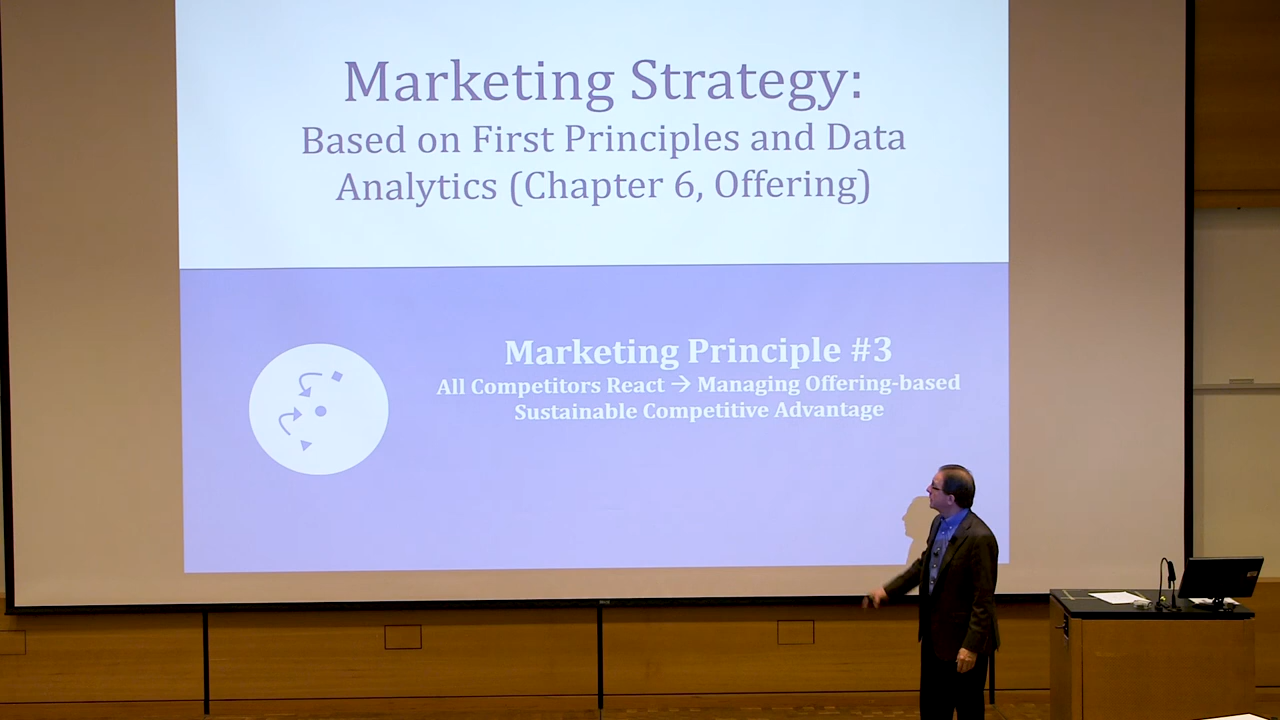 Marketing Strategy:
Based on First Principles and Data
Analytics (Chapter 6, Offering)
Marketing Principle #3
All Competitors React → Managing Offering-based
Sustainable Competitive Advantage